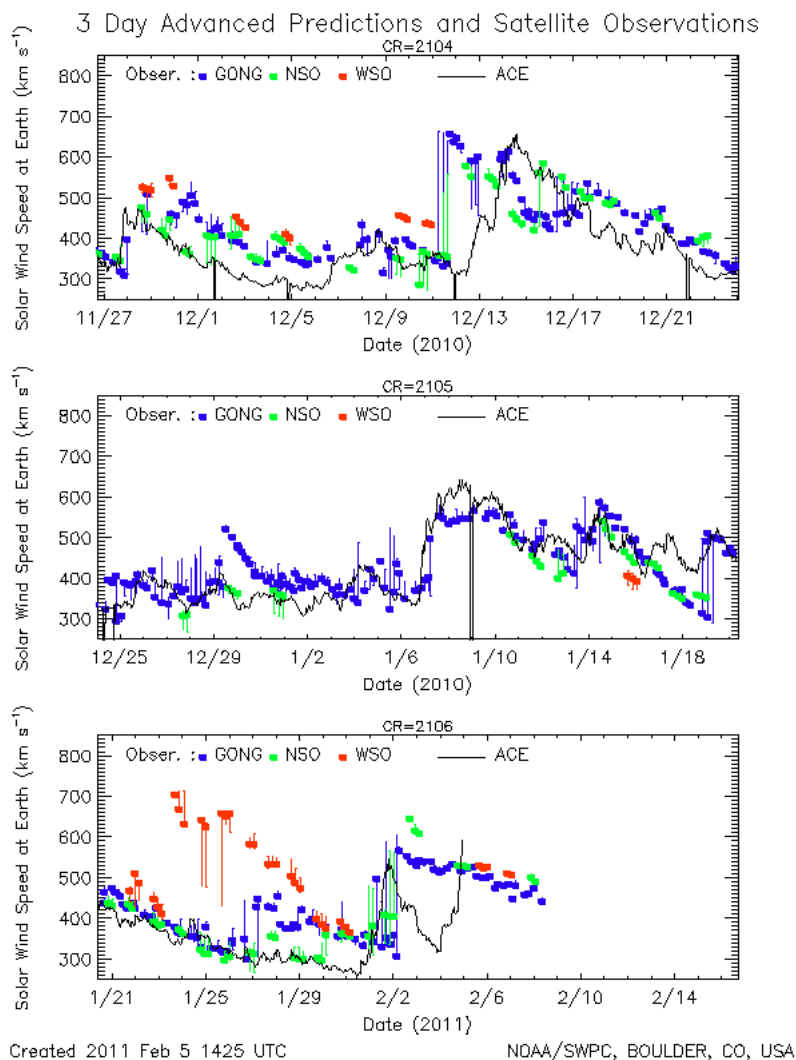 3 Day Advanced Predictions and Satellite Observations
CR=2104
Obser. : GONG NSO WSO ACE
Solar Wind Speed at Earth (km s⁻¹)
800
700
600
500
400
300
11/27 12/1 12/5 12/9 12/13 12/17 12/21
Date (2010)
CR=2105
Obser. : GONG NSO WSO ACE
Solar Wind Speed at Earth (km s⁻¹)
800
700
600
500
400
300
12/25 12/29 1/2 1/6 1/10 1/14 1/18
Date (2010)
CR=2106
Obser. : GONG NSO WSO ACE
Solar Wind Speed at Earth (km s⁻¹)
800
700
600
500
400
300
1/21 1/25 1/29 2/2 2/6 2/10 2/14
Date (2011)
Created 2011 Feb 5 1425 UTC NOAA/SWPC, BOULDER, CO, USA